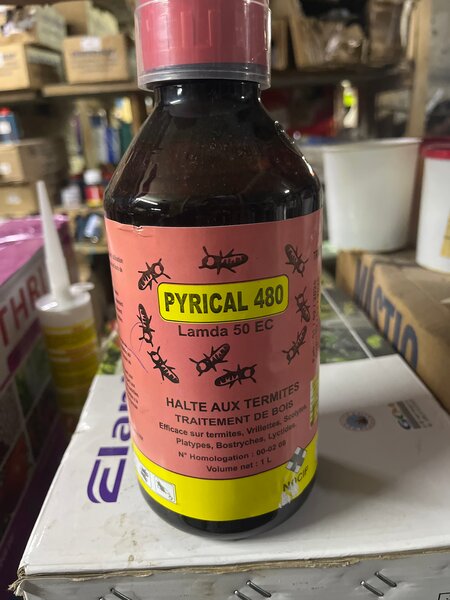 PYRICAL 480
Lamda 50 EC
HALTE AUX TERMITES
TRAITEMENT DE BOIS
Efficace sur termites, Vrillettes, Scolytes,
Platypes, Bostryches, Lyctides,
N° Homologation : 00-02 08
Volume net : 1 L